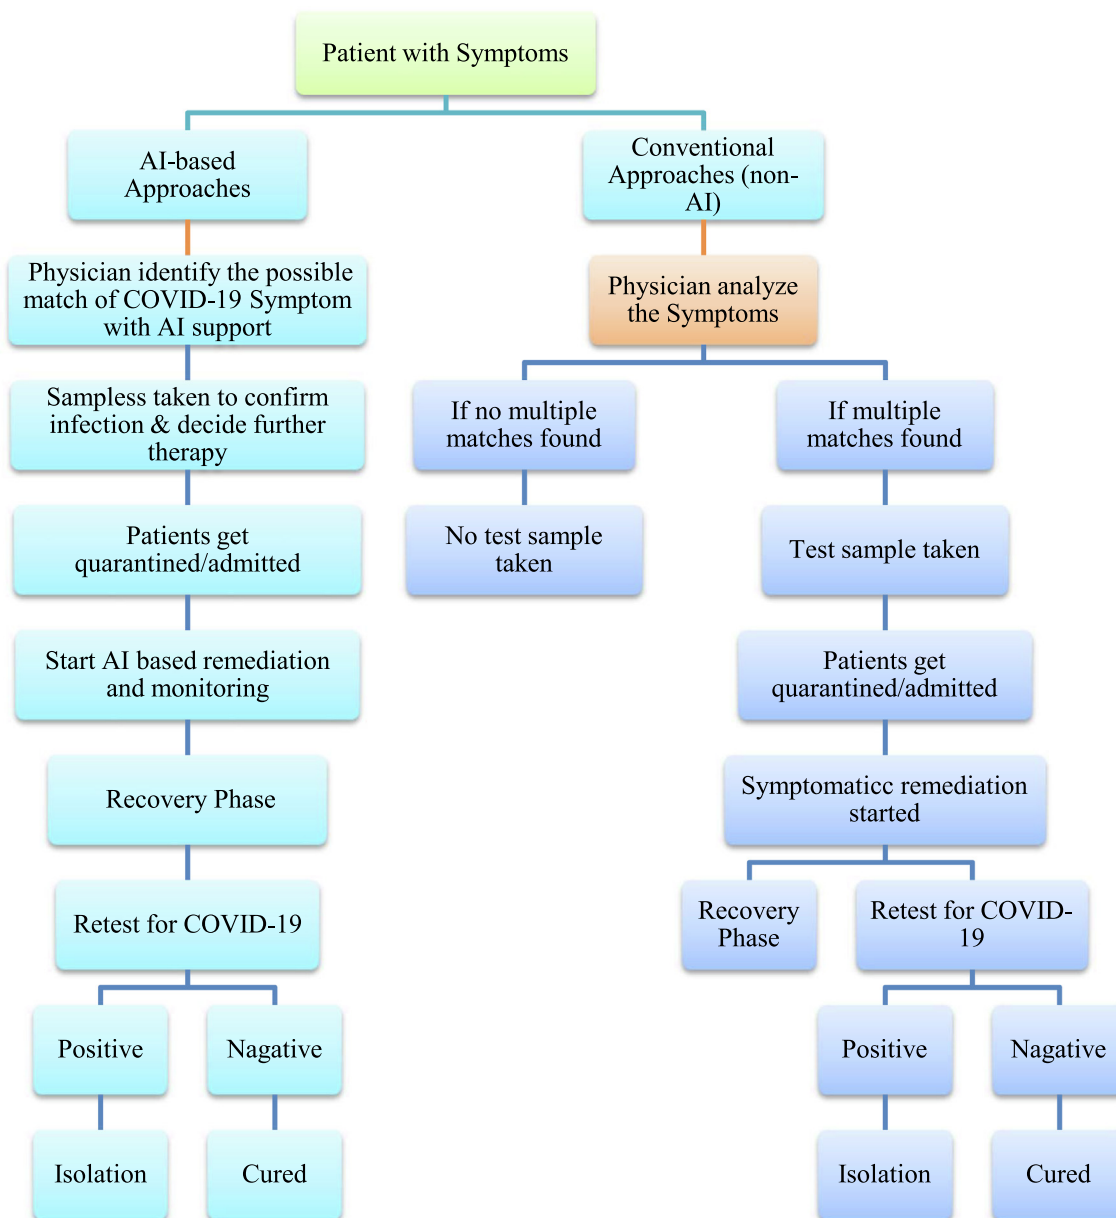 Patient with Symptoms
AI-based
Approaches
Conventional
Approaches (non-
AI)
Physician identify the possible
match of COVID-19 Symptom
with AI support
Physician analyze
the Symptoms
Sampless taken to confirm
infection & decide further
therapy
If no multiple
matches found
If multiple
matches found
Patients get
quarantined/admitted
No test sample
taken
Test sample taken
Start AI based remediation
and monitoring
Patients get
quarantined/admitted
Recovery Phase
Symptomaticc remediation
started
Retest for COVID-19
Recovery
Phase
Retest for COVID-
19
Positive
Nagative
Positive
Nagative
Isolation
Cured
Isolation
Cured